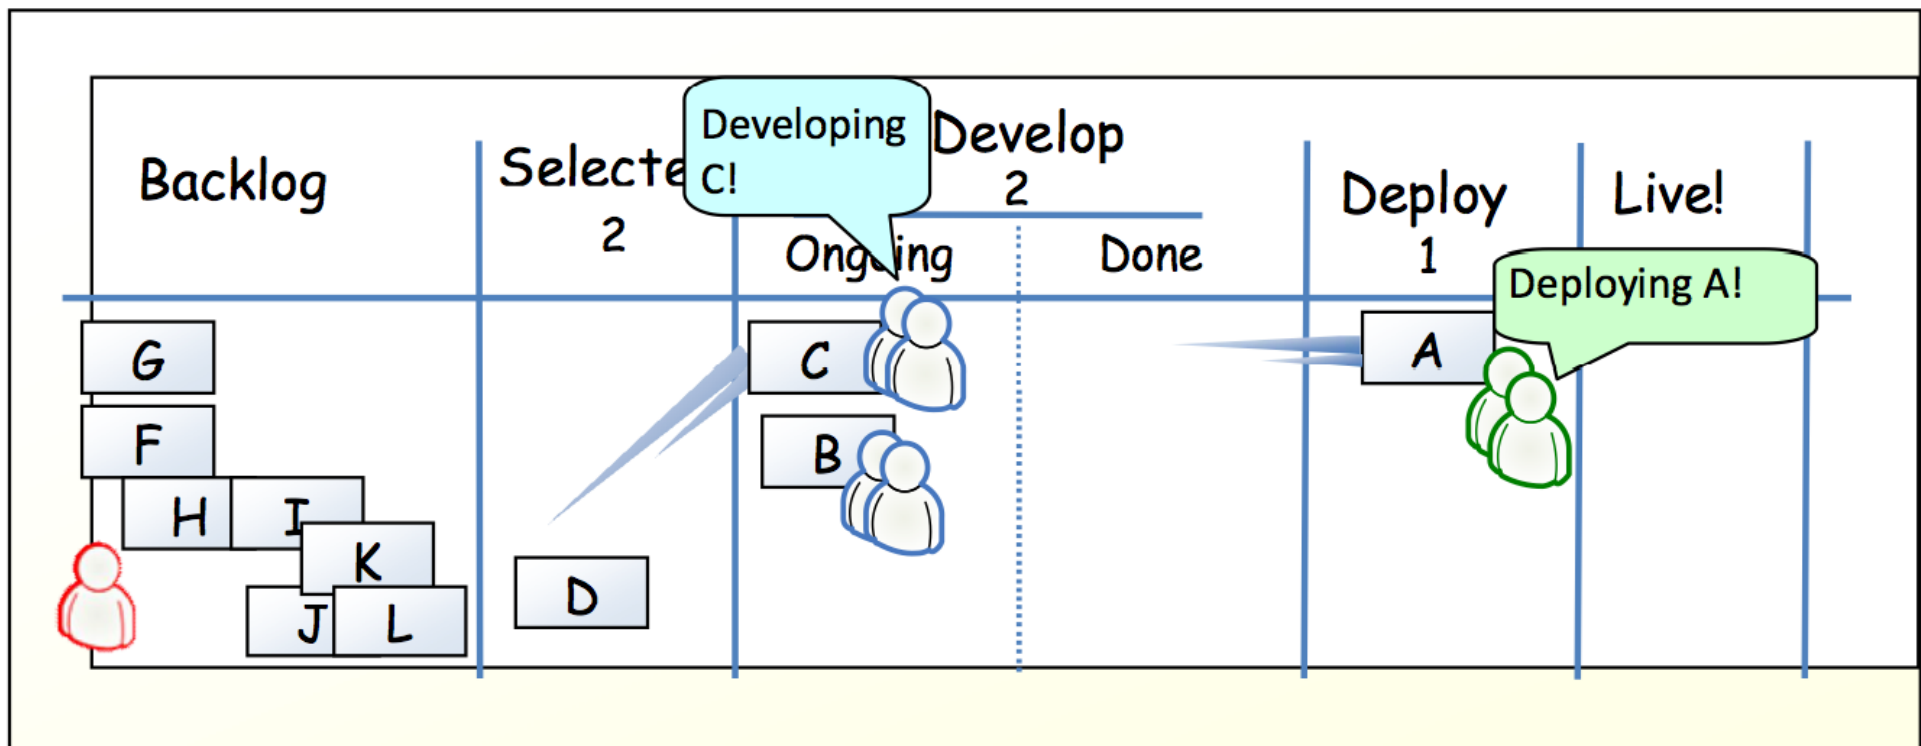 Developing
C!
Backlog
Selecte
2
Develop
2
Ongoing
Done
Deploy
1
Live!
Deploying A!
G
F
H
I
K
J
L
D
C
B
A